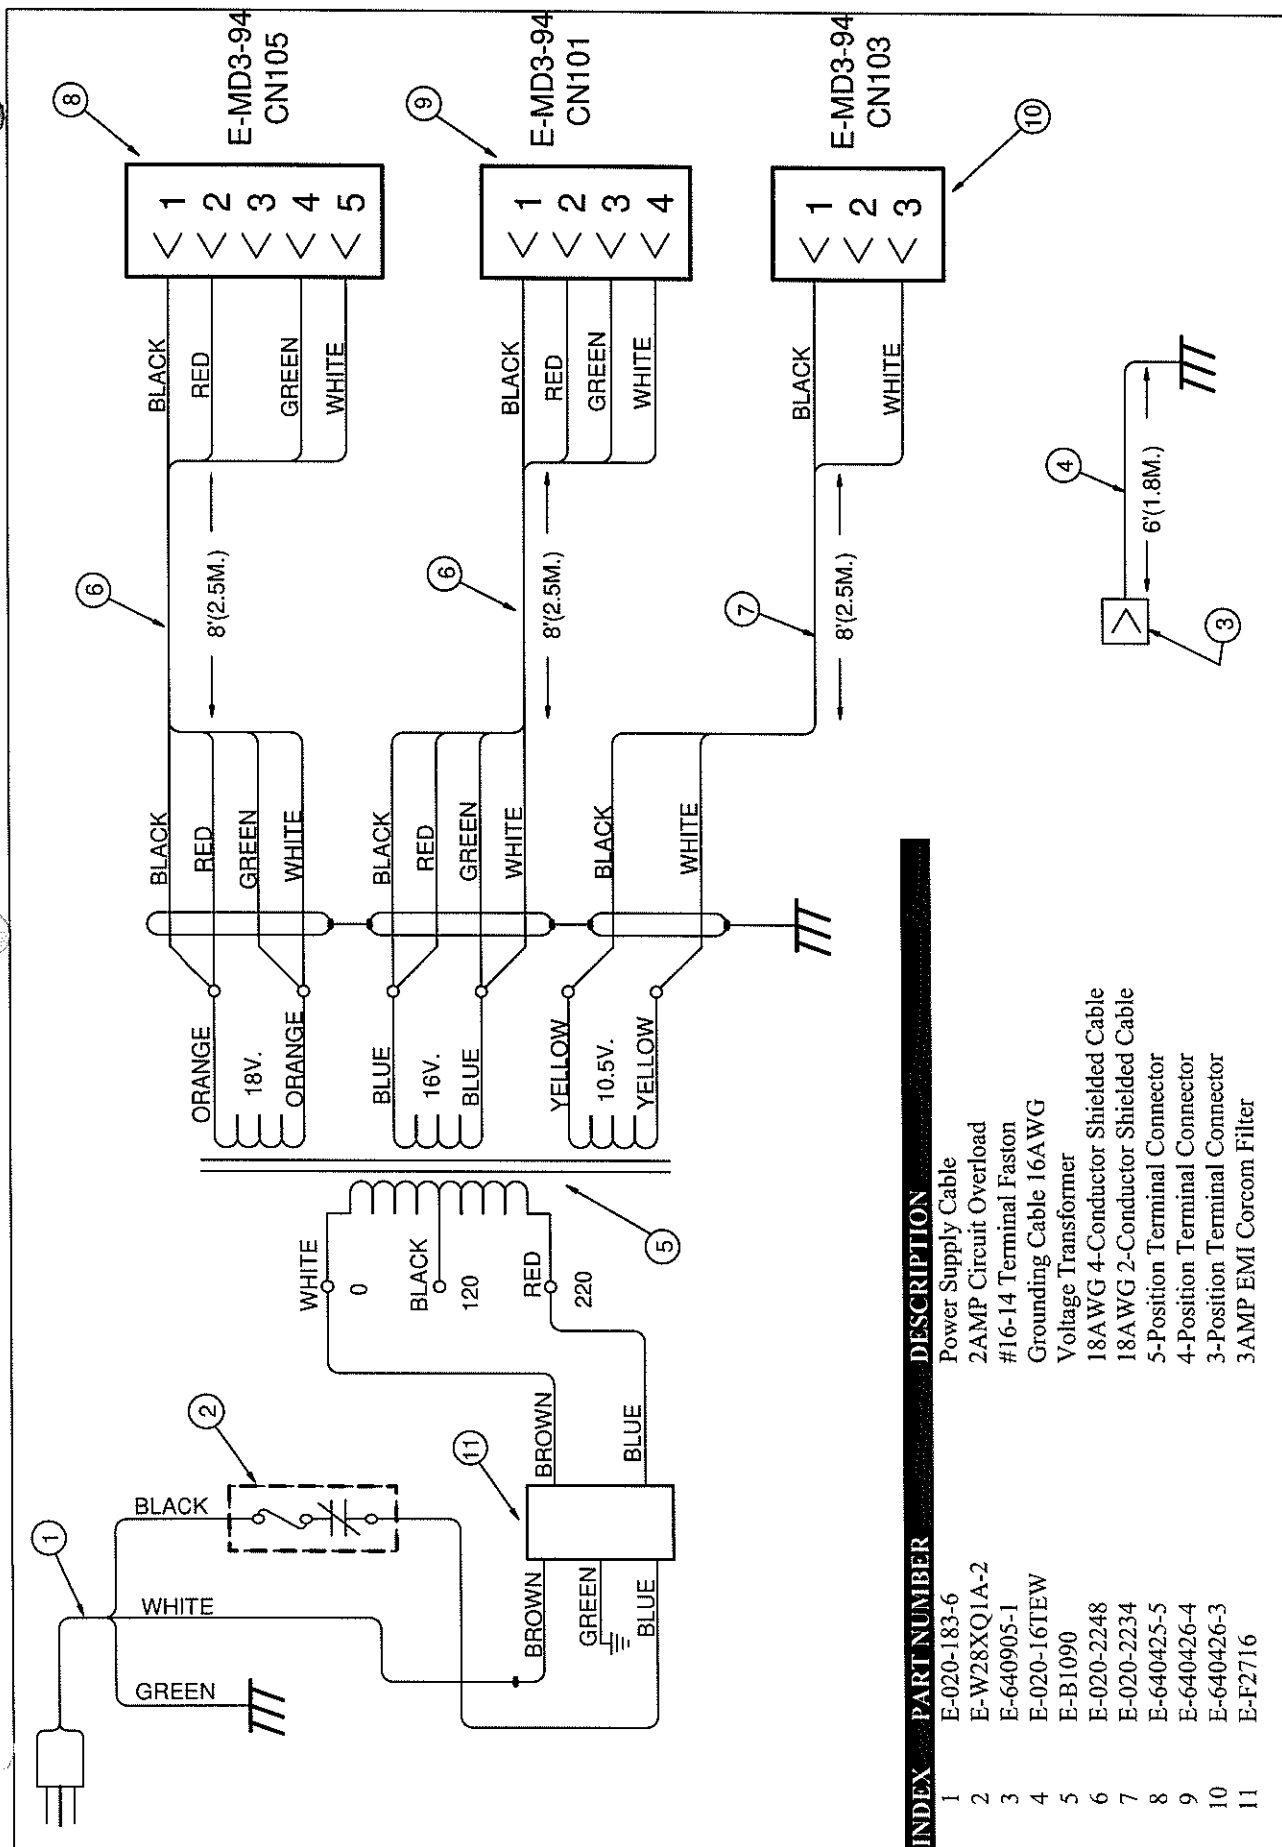 E-MD3-94
CN105
E-MD3-94
CN101
E-MD3-94
CN103
8
9
10
1
2
3
4
5
1
2
3
4
1
2
3
BLACK
RED
GREEN
WHITE
BLACK
RED
GREEN
WHITE
BLACK
WHITE
6
8'(2.5M.)
6
8'(2.5M.)
7
8'(2.5M.)
4
6'(1.8M.)
3
BLACK
RED
GREEN
WHITE
BLACK
RED
GREEN
WHITE
BLACK
WHITE
ORANGE
18V.
ORANGE
BLUE
16V.
BLUE
YELLOW
10.5V.
YELLOW
5
WHITE
0
BLACK
120
RED
220
2
11
BROWN
BLUE
1
BLACK
WHITE
GREEN
BROWN
GREEN
BLUE
INDEX PART NUMBER DESCRIPTION
1 E-020-183-6 Power Supply Cable
2 E-W28XQ1A-2 2AMP Circuit Overload
3 E-640905-1 #16-14 Terminal Faston
4 E-020-16TEW Grounding Cable 16AWG
5 E-B1090 Voltage Transformer
6 E-020-2248 18AWG 4-Conductor Shielded Cable
7 E-020-2234 18AWG 2-Conductor Shielded Cable
8 E-640425-5 5-Position Terminal Connector
9 E-640426-4 4-Position Terminal Connector
10 E-640426-3 3-Position Terminal Connector
11 E-F2716 3AMP EMI Corcom Filter